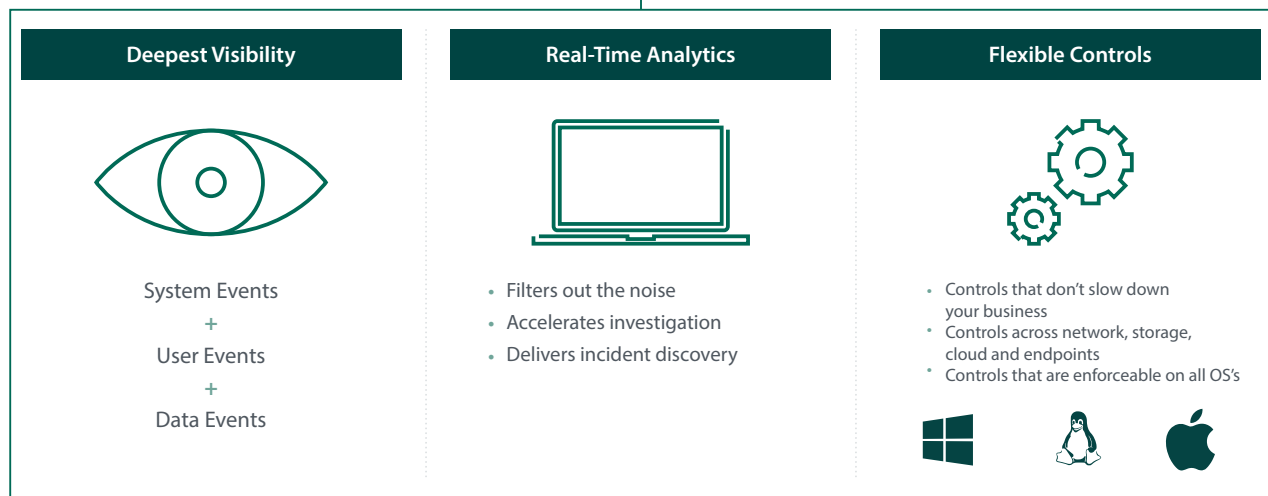 Deepest Visibility
System Events
+
User Events
+
Data Events
Real-Time Analytics
• Filters out the noise
• Accelerates investigation
• Delivers incident discovery
Flexible Controls
• Controls that don’t slow down
your business
• Controls across network, storage,
cloud and endpoints
• Controls that are enforceable on all OS’s